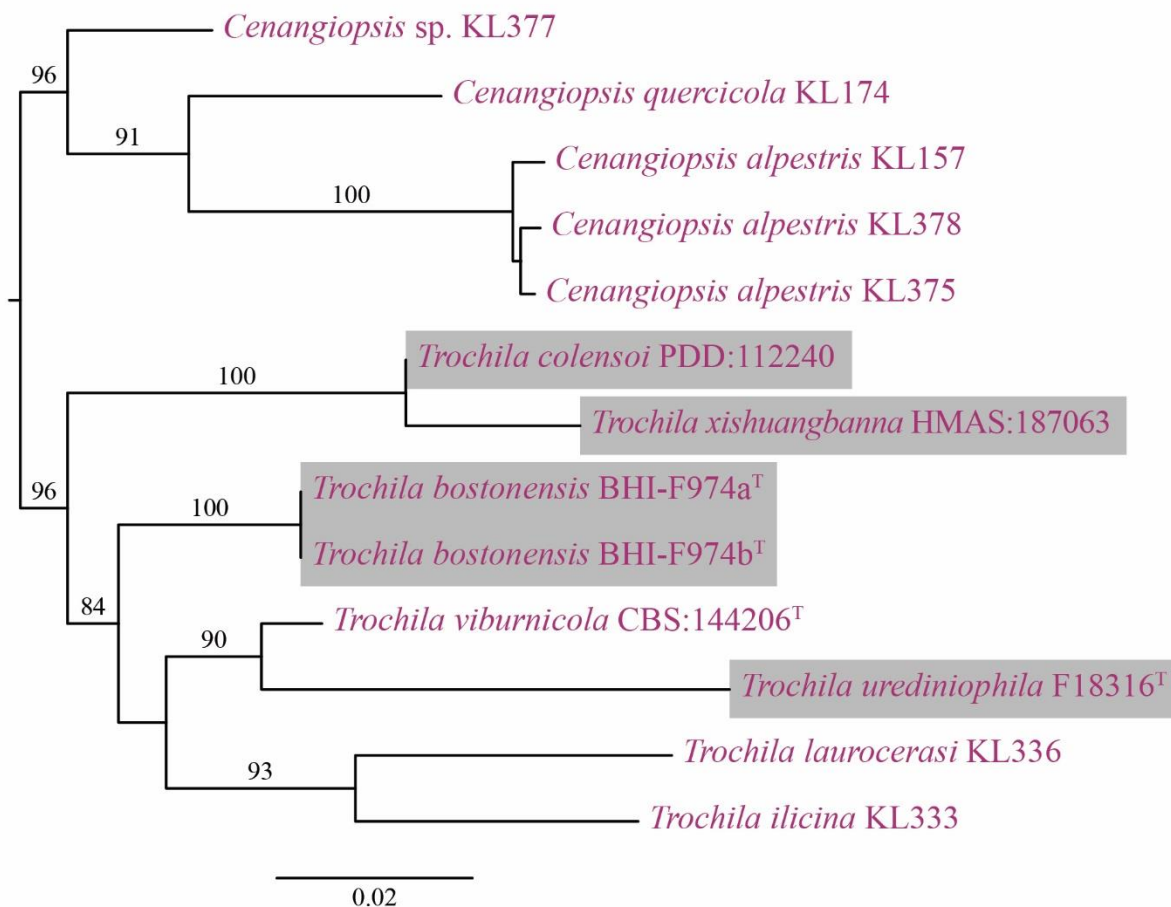 Cenangiopsis sp. KL377
96
Cenangiopsis quercicola KL174
91
Cenangiopsis alpestris KL157
100
Cenangiopsis alpestris KL378
Cenangiopsis alpestris KL375
Trochila colensoi PDD:112240
100
Trochila xishuangbanna HMAS:187063
96
Trochila bostonensis BHI-F974aᵀ
100
Trochila bostonensis BHI-F974bᵀ
84
Trochila viburnicola CBS:144206ᵀ
90
Trochila urediniophila F18316ᵀ
Trochila laurocerasi KL336
93
Trochila ilicina KL333
0.02